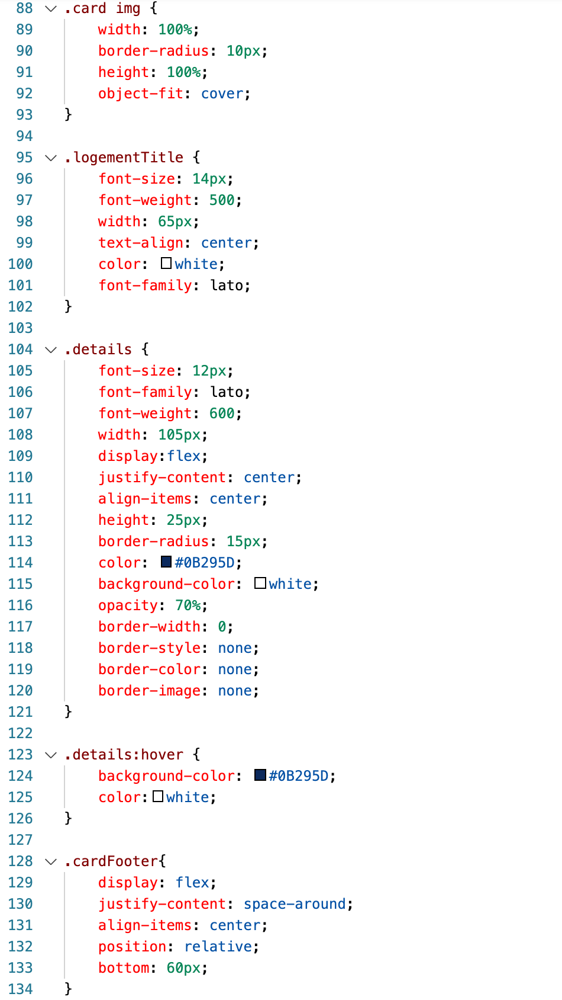 88 .card img {
89 width: 100%;
90 border-radius: 10px;
91 height: 100%;
92 object-fit: cover;
93 }
94
95 .logementTitle {
96 font-size: 14px;
97 font-weight: 500;
98 width: 65px;
99 text-align: center;
100 color: white;
101 font-family: lato;
102 }
103
104 .details {
105 font-size: 12px;
106 font-family: lato;
107 font-weight: 600;
108 width: 105px;
109 display:flex;
110 justify-content: center;
111 align-items: center;
112 height: 25px;
113 border-radius: 15px;
114 color: #0B295D;
115 background-color: white;
116 opacity: 70%;
117 border-width: 0;
118 border-style: none;
119 border-color: none;
120 border-image: none;
121 }
122
123 .details:hover {
124 background-color: #0B295D;
125 color:white;
126 }
127
128 .cardFooter{
129 display: flex;
130 justify-content: space-around;
131 align-items: center;
132 position: relative;
133 bottom: 60px;
134 }